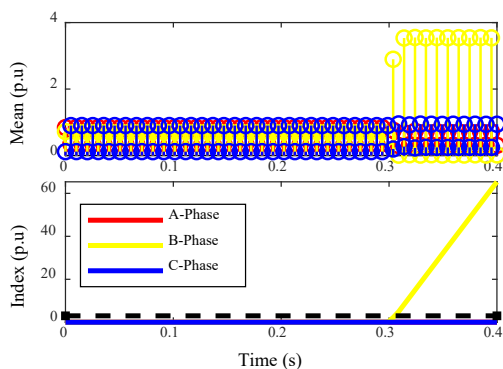 4
Mean (p.u)
2
0
0 0.1 0.2 0.3 0.4
60
Index (p.u)
40
20
0
A-Phase
B-Phase
C-Phase
0 0.1 0.2 0.3 0.4
Time (s)